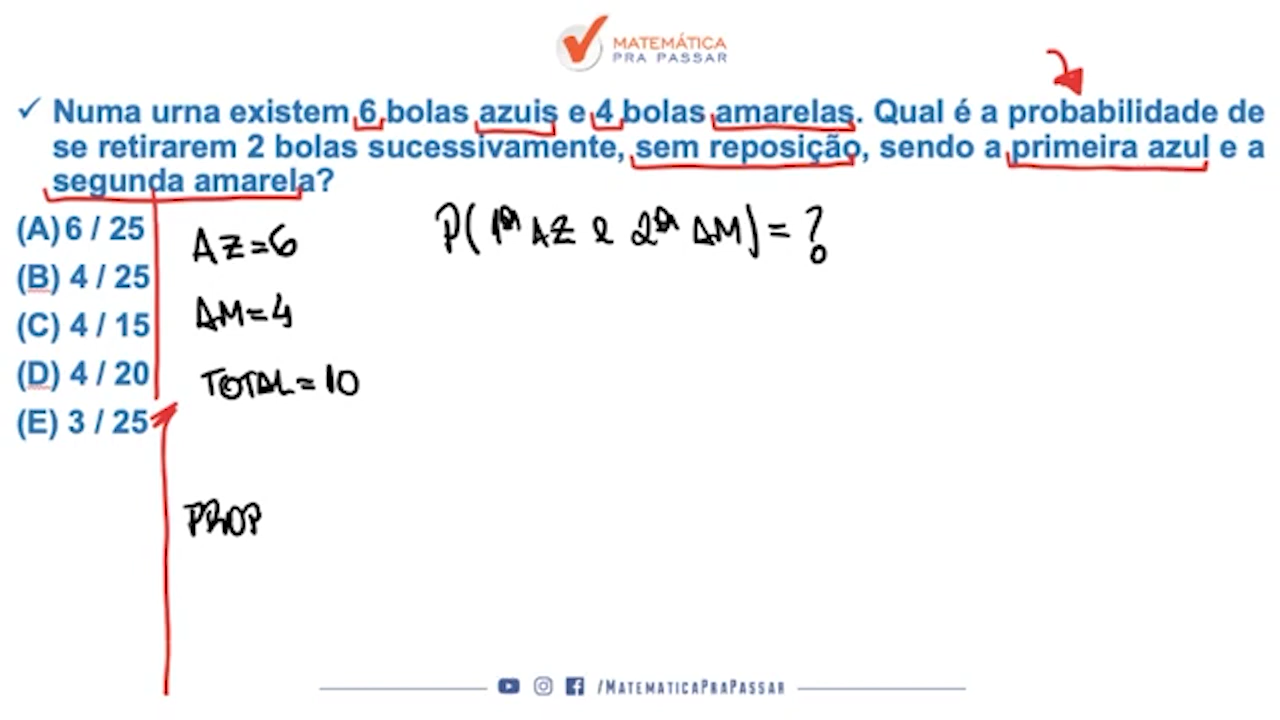 MATEMÁTICA
PRA PASSAR
✓ Numa urna existem 6 bolas azuis e 4 bolas amarelas. Qual é a probabilidade de
se retirarem 2 bolas sucessivamente, sem reposição, sendo a primeira azul e a
segunda amarela?
(A) 6 / 25
(B) 4 / 25
(C) 4 / 15
(D) 4 / 20
(E) 3 / 25
AZ=6
AM=4
TOTAL=10
PROP
P(1ª AZ e 2ª AM)=?
/MATEMATICAPRAPASSAR